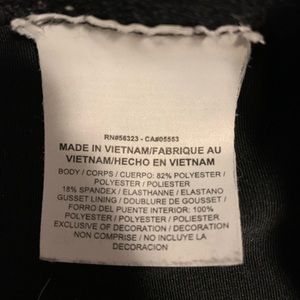 RN#56323 - CA#05553
MADE IN VIETNAM/FABRIQUE AU
VIETNAM/HECHO EN VIETNAM
BODY / CORPS / CUERPO: 82% POLYESTER /
POLYESTER / POLIESTER
18% SPANDEX / ELASTHANNE / ELASTANO
GUSSET LINING / DOUBLURE DE GOUSSET /
FORRO DEL PUENTE INTERIOR: 100%
POLYESTER / POLYESTER / POLIESTER
EXCLUSIVE OF DECORATION / DECORATION
NON COMPRISE / NO INCLUYE LA
DECORACION